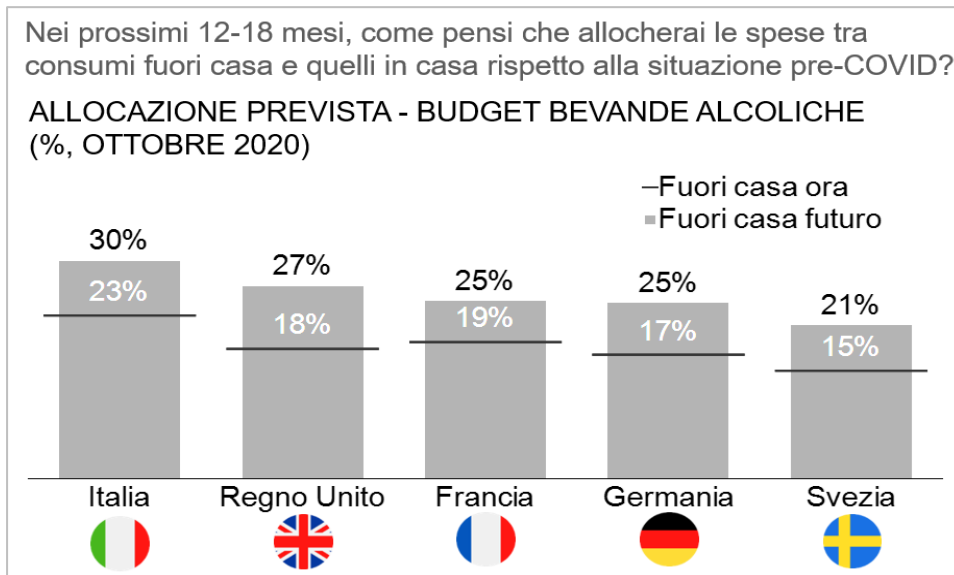 Nei prossimi 12-18 mesi, come pensi che allocherai le spese tra
consumi fuori casa e quelli in casa rispetto alla situazione pre-COVID?
ALLOCAZIONE PREVISTA - BUDGET BEVANDE ALCOLICHE
(%, OTTOBRE 2020)
Fuori casa ora
Fuori casa futuro
30%
27%
25%
25%
21%
23%
18%
19%
17%
15%
Italia
Regno Unito
Francia
Germania
Svezia